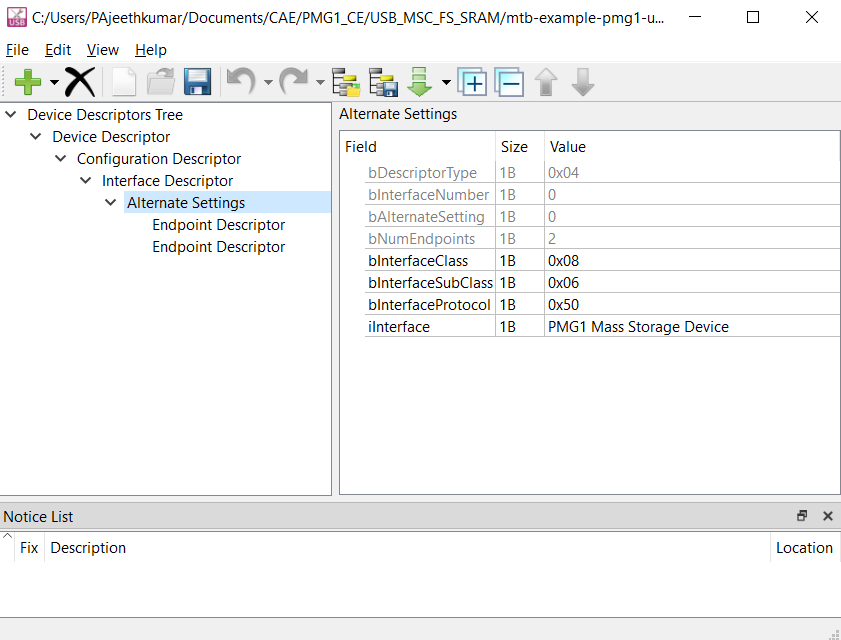 C:/Users/PAjeethkumar/Documents/CAE/PMG1_CE/USB_MSC_FS_SRAM/mtb-example-pmg1-u...
File Edit View Help
Device Descriptors Tree
Device Descriptor
Configuration Descriptor
Interface Descriptor
Alternate Settings
Endpoint Descriptor
Endpoint Descriptor
Alternate Settings
Field Size Value
bDescriptorType 1B 0x04
bInterfaceNumber 1B 0
bAlternateSetting 1B 0
bNumEndpoints 1B 2
bInterfaceClass 1B 0x08
bInterfaceSubClass 1B 0x06
bInterfaceProtocol 1B 0x50
iInterface 1B PMG1 Mass Storage Device
Notice List
Fix Description Location